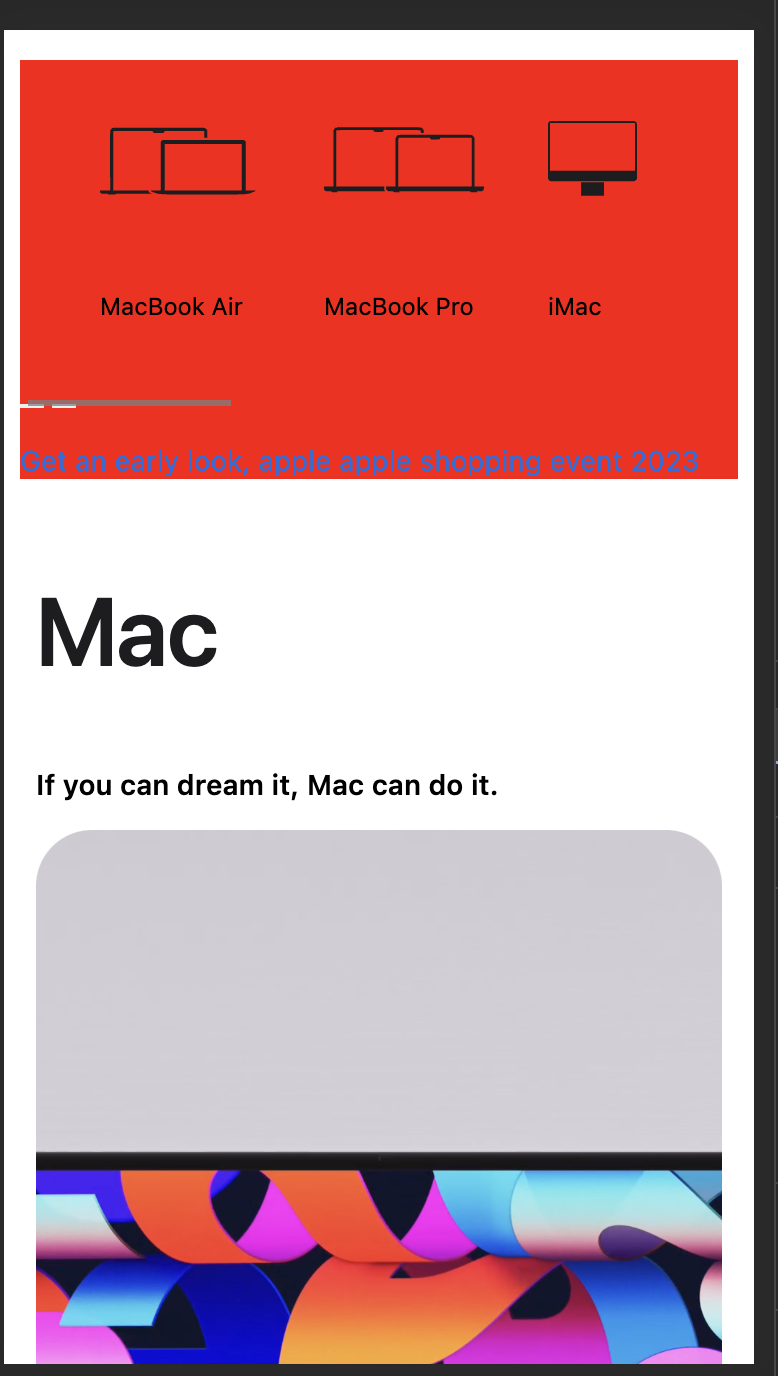 MacBook Air
MacBook Pro
iMac
Get an early look, apple apple shopping event 2023
Mac
If you can dream it, Mac can do it.